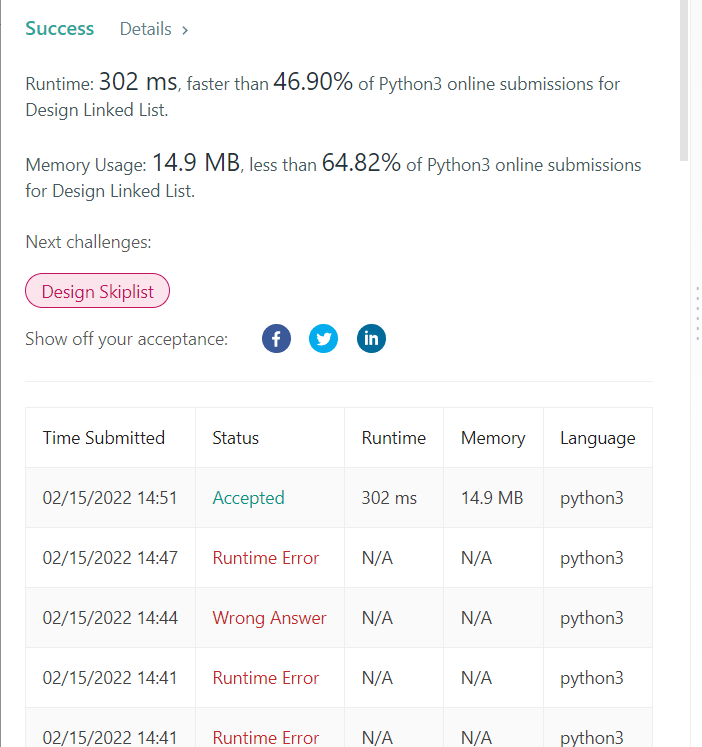 Success Details >
Runtime: 302 ms, faster than 46.90% of Python3 online submissions for
Design Linked List.
Memory Usage: 14.9 MB, less than 64.82% of Python3 online submissions
for Design Linked List.
Next challenges:
Design Skiplist
Show off your acceptance:
Time Submitted Status Runtime Memory Language
02/15/2022 14:51 Accepted 302 ms 14.9 MB python3
02/15/2022 14:47 Runtime Error N/A N/A python3
02/15/2022 14:44 Wrong Answer N/A N/A python3
02/15/2022 14:41 Runtime Error N/A N/A python3
02/15/2022 14:41 Runtime Error N/A N/A python3